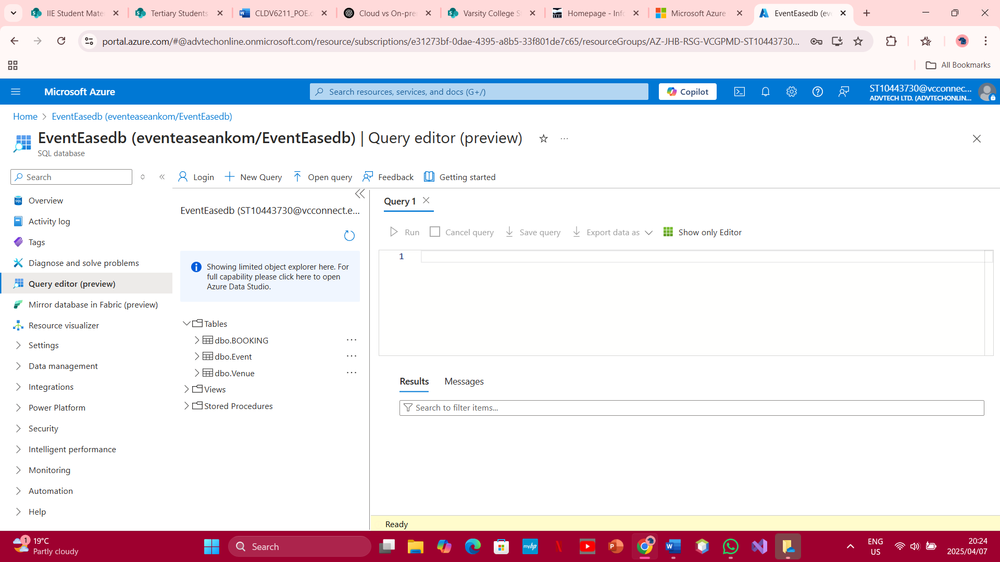 IIE Student Mate
Tertiary Students
CLDV6211_POE.d
Cloud vs On-pre
Varsity College S
Homepage - Info
Microsoft Azure
EventEasedb (eve
portal.azure.com/#@advtechonline.onmicrosoft.com/resource/subscriptions/e31273bf-0dae-4395-a8b5-33f801de7c65/resourceGroups/AZ-JHB-RSG-VCGPMD-ST10443730...
All Bookmarks
Microsoft Azure
Search resources, services, and docs (G+/)
Copilot
ST10443730@vcconnec...
ADVTECH LTD. (ADVTECHONLIN...
Home > EventEasedb (eventeaseankom/EventEasedb)
EventEasedb (eventeaseankom/EventEasedb) | Query editor (preview)
SQL database
Search
Login
New Query
Open query
Feedback
Getting started
Overview
Activity log
Tags
Diagnose and solve problems
Query editor (preview)
Mirror database in Fabric (preview)
Resource visualizer
Settings
Data management
Integrations
Power Platform
Security
Intelligent performance
Monitoring
Automation
Help
EventEasedb (ST10443730@vcconnect.e...
Showing limited object explorer here. For
full capability please click here to open
Azure Data Studio.
Tables
dbo.BOOKING
dbo.Event
dbo.Venue
Views
Stored Procedures
Query 1
Run
Cancel query
Save query
Export data as
Show only Editor
1
Results
Messages
Search to filter items...
Ready
1
19°C
Partly cloudy
Search
myhp
ENG
US
20:24
2025/04/07